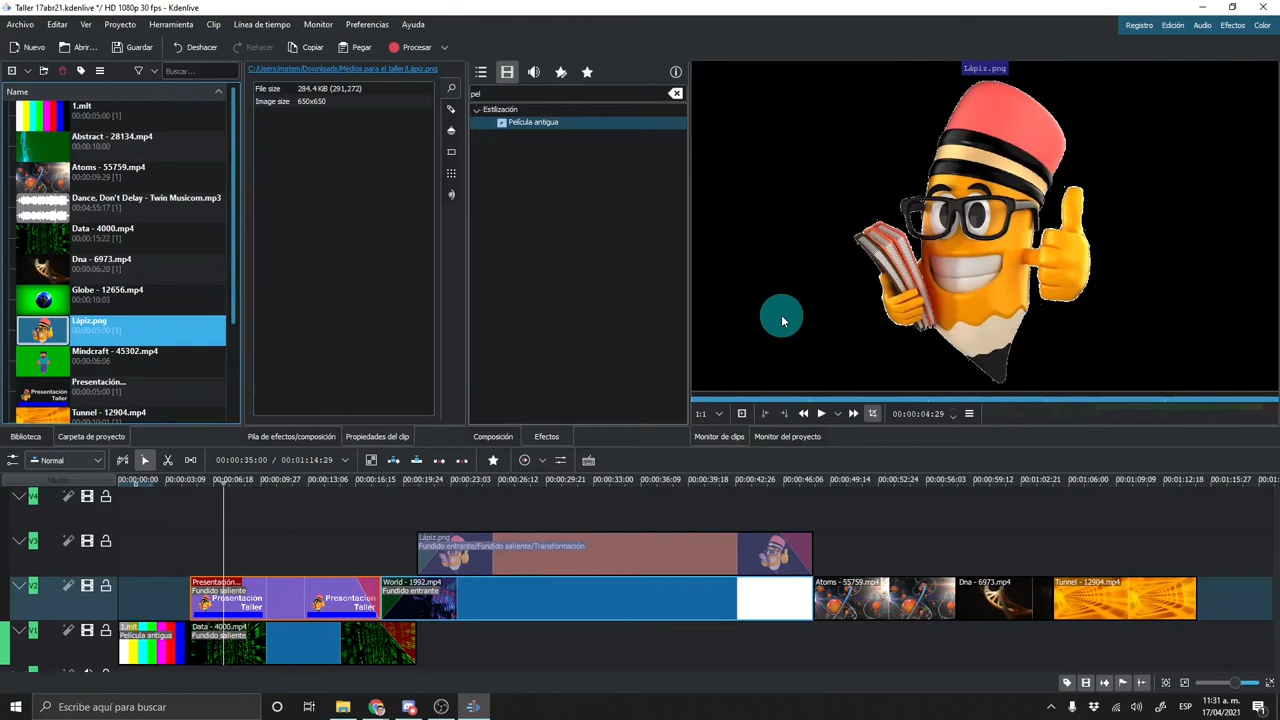 Taller 17abr21.kdenlive */ HD 1080p 30 fps - Kdenlive
Archivo Editar Ver Proyecto Herramienta Clip Línea de tiempo Monitor Preferencias Ayuda
Registro Edición Audio Efectos Color
Nuevo Abrir... Guardar Deshacer Rehacer Copiar Pegar Procesar
Buscar...
Name
1.mlt
00:00:05:00 [1]
Abstract - 28134.mp4
00:00:10:00
Atoms - 55759.mp4
00:00:09:29 [1]
Dance, Don't Delay - Twin Musicom.mp3
00:04:55:17 [1]
Data - 4000.mp4
00:00:15:22 [1]
Dna - 6973.mp4
00:00:06:20 [1]
Globe - 12656.mp4
00:00:10:03
Lápiz.png
00:00:05:00 [1]
Mindcraft - 45302.mp4
00:00:06:06
Presentación...
00:00:05:00 [1]
Tunnel - 12904.mp4
00:00:10:01 [1]
Biblioteca Carpeta de proyecto
C:/Users/matem/Downloads/Medios para el taller/Lápiz.png
File size 284.4 KiB (291,272)
Image size 650x650
Pila de efectos/composición Propiedades del clip
pel
Estilización
Película antigua
Composición Efectos
Lápiz.png
1:1 00:00:04:29
Monitor de clips Monitor del proyecto
Normal 00:00:35:00 / 00:01:14:29
Master 00:00:00:00 00:00:03:09 00:00:06:18 00:00:09:27 00:00:13:06 00:00:16:15 00:00:19:24 00:00:23:03 00:00:26:12 00:00:29:21 00:00:33:00 00:00:36:09 00:00:39:18 00:00:42:26 00:00:46:06 00:00:49:14 00:00:52:24 00:00:56:03 00:00:59:12 00:01:02:21 00:01:06:00 00:01:09:08 00:01:12:18 00:01:15:27
V4
V3
Lápiz.png
Fundido entrante/Fundido saliente/Transformación
V2
Presentación...
Fundido saliente
Presentación
Taller
Presentación
Taller
World - 1992.mp4
Fundido entrante
Atoms - 55759.mp4
Dna - 6973.mp4
Tunnel - 12904.mp4
V1
1.mlt
Película antigua
Data - 4000.mp4
Fundido saliente
Escribe aquí para buscar
ESP
11:31 a. m.
17/04/2021